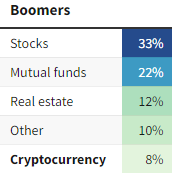 Boomers
Stocks 33%
Mutual funds 22%
Real estate 12%
Other 10%
Cryptocurrency 8%